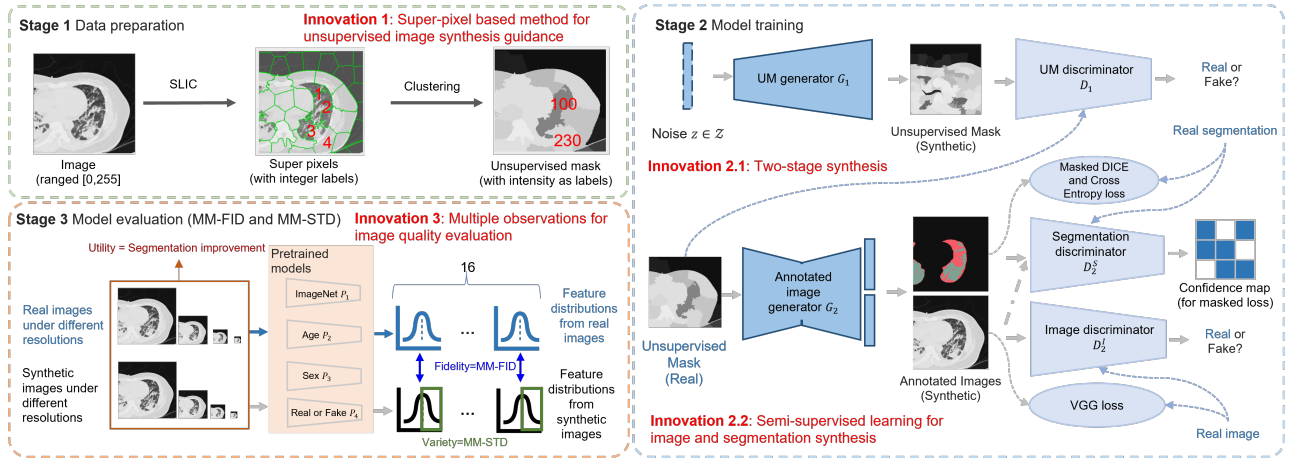 Stage 1 Data preparation
Innovation 1: Super-pixel based method for
unsupervised image synthesis guidance
SLIC
Clustering
1
2
3
4
100
230
Image
(ranged [0,255]
Super pixels
(with integer labels)
Unsupervised mask
(with intensity as labels)
Stage 3 Model evaluation (MM-FID and MM-STD)
Innovation 3: Multiple observations for
image quality evaluation
Utility = Segmentation improvement
Pretrained
models
16
ImageNet P₁
Age P₂
Sex P₃
Real or Fake P₄
Real images
under different
resolutions
Synthetic
images under
different
resolutions
...
...
Fidelity=MM-FID
...
...
Variety=MM-STD
Feature
distributions
from real
images
Feature
distributions
from
synthetic
images
Stage 2 Model training
UM generator G₁
Noise z ∈ Z
Unsupervised Mask
(Synthetic)
UM discriminator
D₁
Real or
Fake?
Real segmentation
Innovation 2.1: Two-stage synthesis
Masked DICE
and Cross
Entropy loss
Segmentation
discriminator
D₂ˢ
Confidence map
(for masked loss)
Annotated
image
generator G₂
Unsupervised
Mask
(Real)
Annotated Images
(Synthetic)
Image discriminator
D₂ᴵ
Real or
Fake?
VGG loss
Real image
Innovation 2.2: Semi-supervised learning for
image and segmentation synthesis